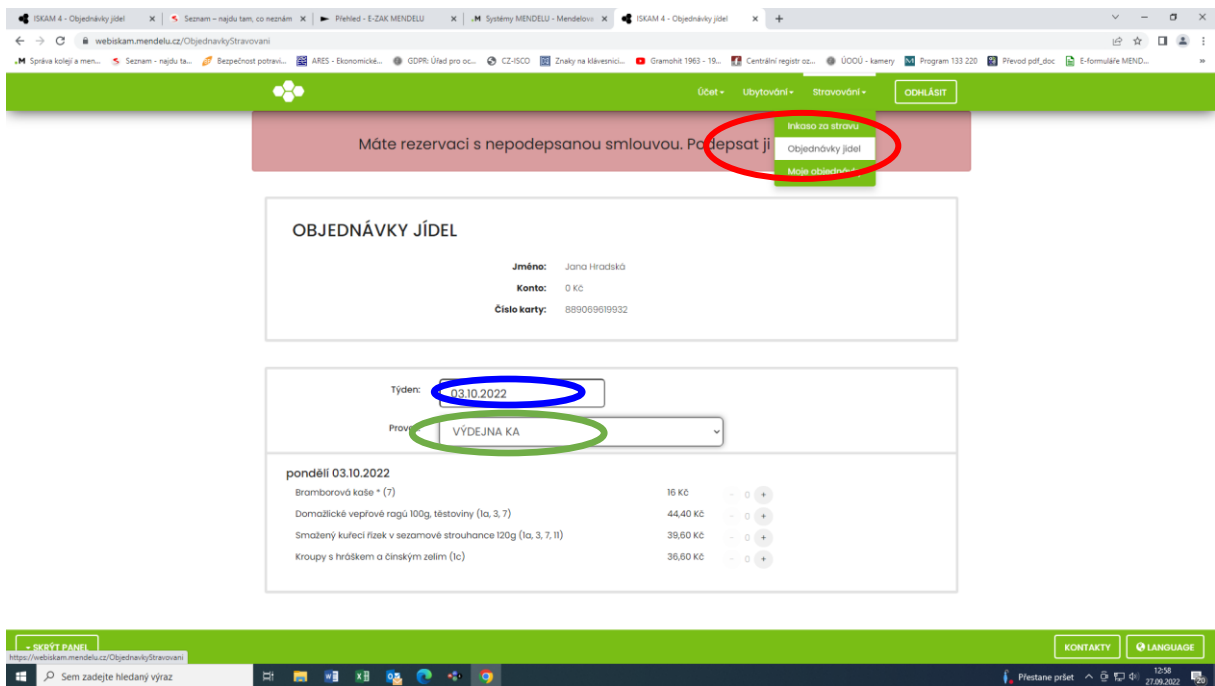 ISKAM 4 - Objednávky jídel
Seznam – najdu tam, co neznám
Přehled - E-ZAK MENDELU
Systémy MENDELU - Mendelova
ISKAM 4 - Objednávky jídel
webiskam.mendelu.cz/ObjednavkyStravovani
Správa kolejí a men...
Seznam - najdu ta...
Bezpečnost potravi...
ARES - Ekonomické...
GDPR: Úřad pro oc...
CZ-ISCO
Znaky na klávesnici...
Gramohit 1963 - 19...
Centrální registr oz...
ÚOOÚ - kamery
Program 133 220
Převod pdf_doc
E-formuláře MEND...
Účet
Ubytování
Stravování
ODHLÁSIT
Inkaso za stravu
Máte rezervaci s nepodepsanou smlouvou. Podepsat ji
Objednávky jídel
Moje objednávky
OBJEDNÁVKY JÍDEL
Jméno: Jana Hradská
Konto: 0 Kč
Číslo karty: 889069619932
Týden: 03.10.2022
VÝDEJNA KA
pondělí 03.10.2022
Bramborová kaše * (7) 16 Kč - 0 +
Domažlické vepřové ragú 100g, těstoviny (1a, 3, 7) 44,40 Kč - 0 +
Smažený kuřecí řízek v sezamové strouhance 120g (1a, 3, 7, 11) 39,60 Kč - 0 +
Kroupy s hráškem a čínským zelím (1c) 36,60 Kč - 0 +
SKRÝT PANEL
KONTAKTY
LANGUAGE
https://webiskam.mendelu.cz/ObjednavkyStravovani
Sem zadejte hledaný výraz
Přestane pršet
12:58
27.09.2022
20